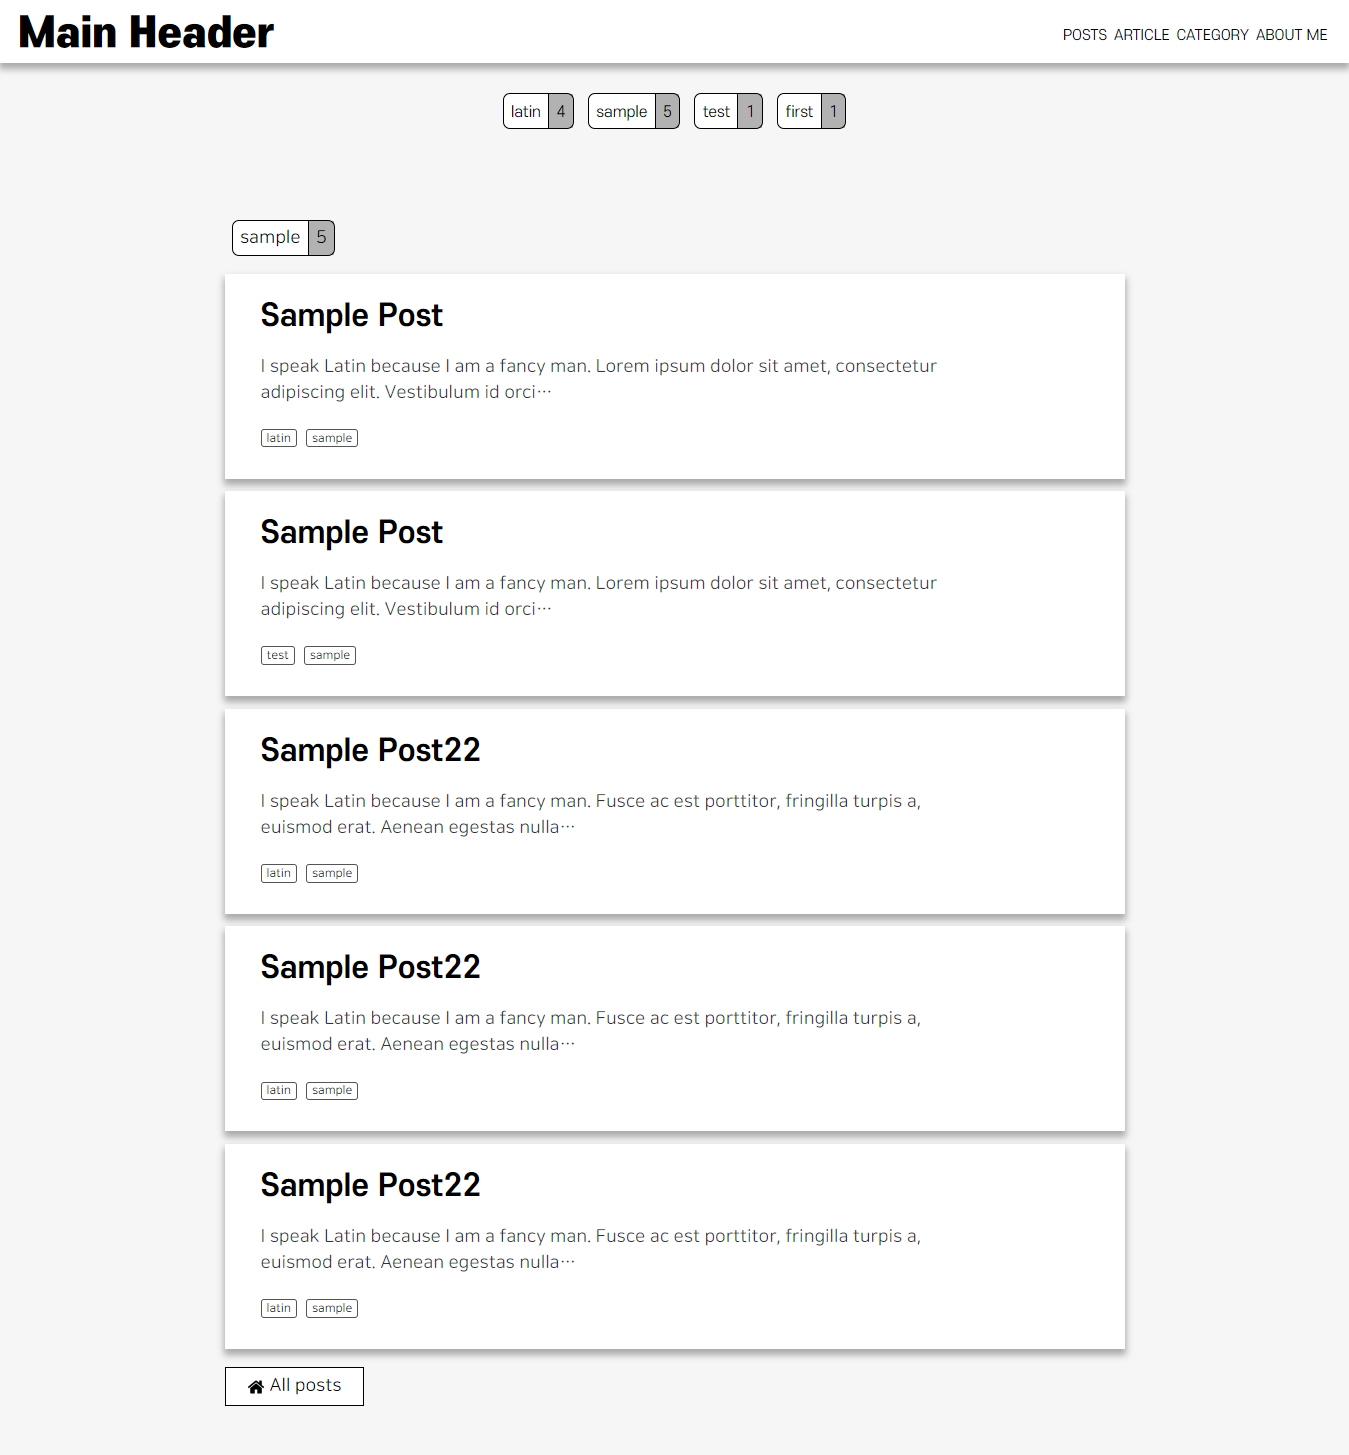 Main Header
POSTS ARTICLE CATEGORY ABOUT ME
latin 4 sample 5 test 1 first 1
sample 5
Sample Post
I speak Latin because I am a fancy man. Lorem ipsum dolor sit amet, consectetur
adipiscing elit. Vestibulum id orci…
latin sample
Sample Post
I speak Latin because I am a fancy man. Lorem ipsum dolor sit amet, consectetur
adipiscing elit. Vestibulum id orci…
test sample
Sample Post22
I speak Latin because I am a fancy man. Fusce ac est porttitor, fringilla turpis a,
euismod erat. Aenean egestas nulla…
latin sample
Sample Post22
I speak Latin because I am a fancy man. Fusce ac est porttitor, fringilla turpis a,
euismod erat. Aenean egestas nulla…
latin sample
Sample Post22
I speak Latin because I am a fancy man. Fusce ac est porttitor, fringilla turpis a,
euismod erat. Aenean egestas nulla…
latin sample
All posts